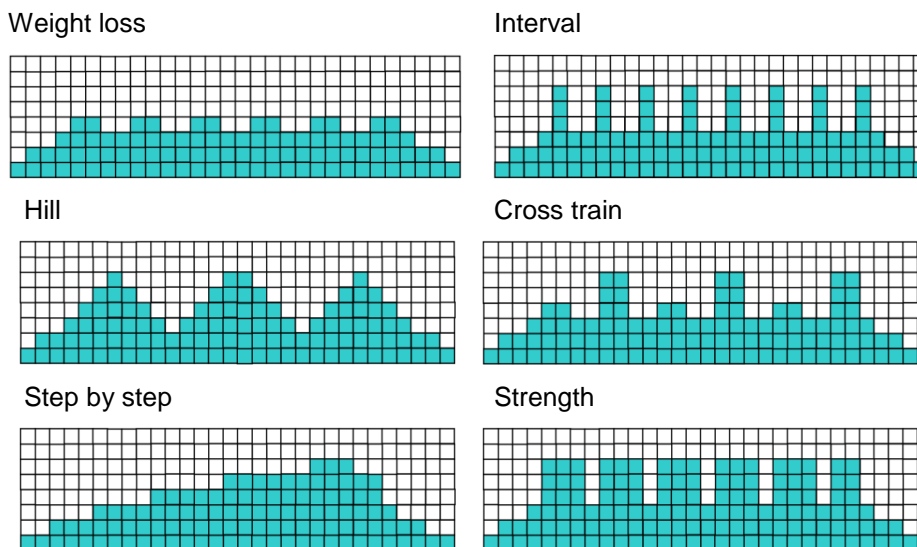 Weight loss
Interval
Hill
Cross train
Step by step
Strength